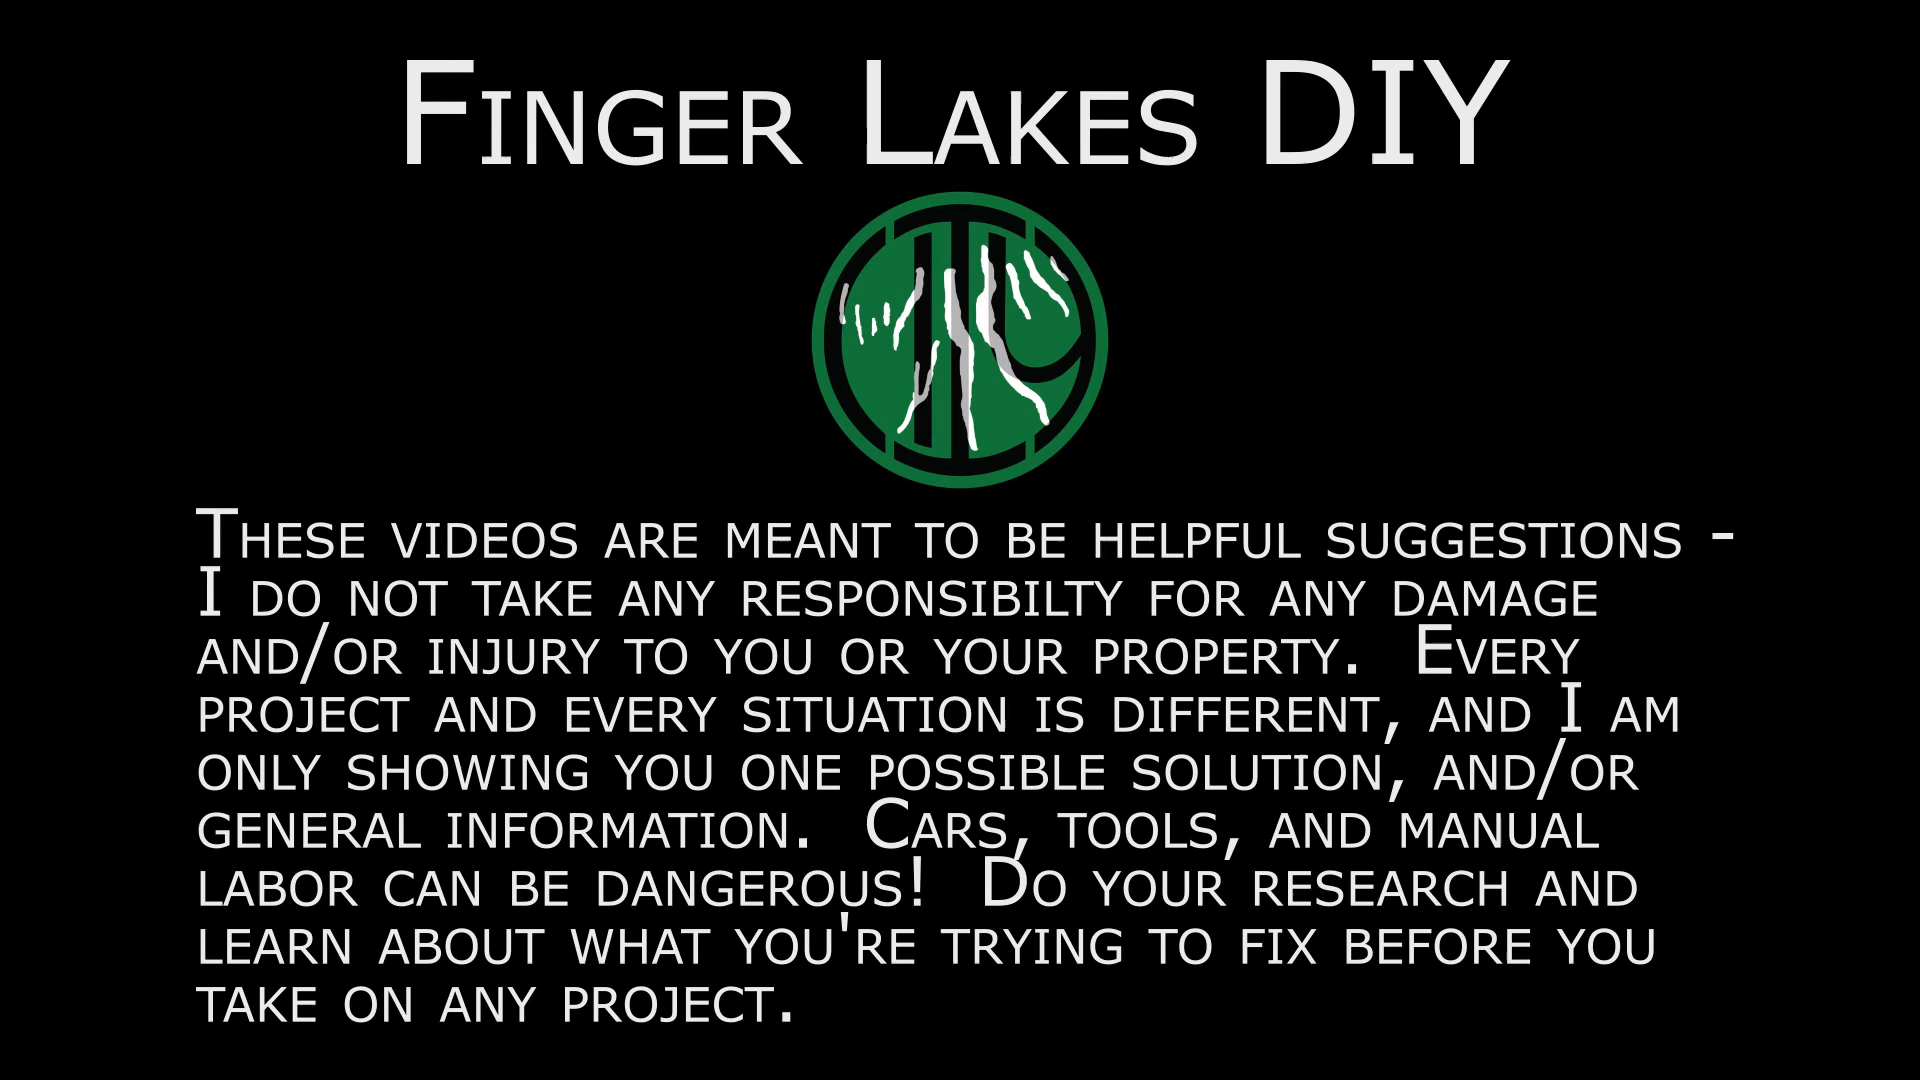 Finger Lakes DIY
These videos are meant to be helpful suggestions -
I do not take any responsibilty for any damage
and/or injury to you or your property.  Every
project and every situation is different, and I am
only showing you one possible solution, and/or
general information.  Cars, tools, and manual
labor can be dangerous!  Do your research and
learn about what you're trying to fix before you
take on any project.